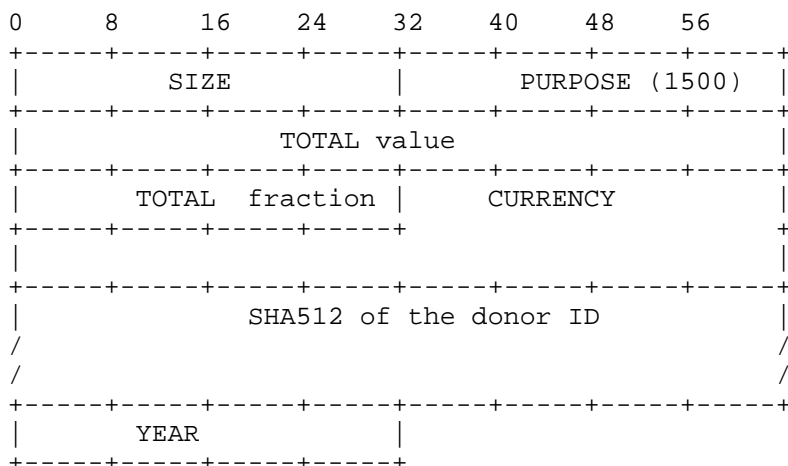 0 8 16 24 32 40 48 56
+-----+-----+-----+-----+-----+-----+-----+-----+
| SIZE | PURPOSE (1500) |
+-----+-----+-----+-----+-----+-----+-----+-----+
| TOTAL value |
+-----+-----+-----+-----+-----+-----+-----+-----+
| TOTAL fraction | CURRENCY |
+-----+-----+-----+-----+ +
| |
+-----+-----+-----+-----+-----+-----+-----+-----+
| SHA512 of the donor ID |
/ /
/ /
+-----+-----+-----+-----+-----+-----+-----+-----+
| YEAR |
+-----+-----+-----+-----+